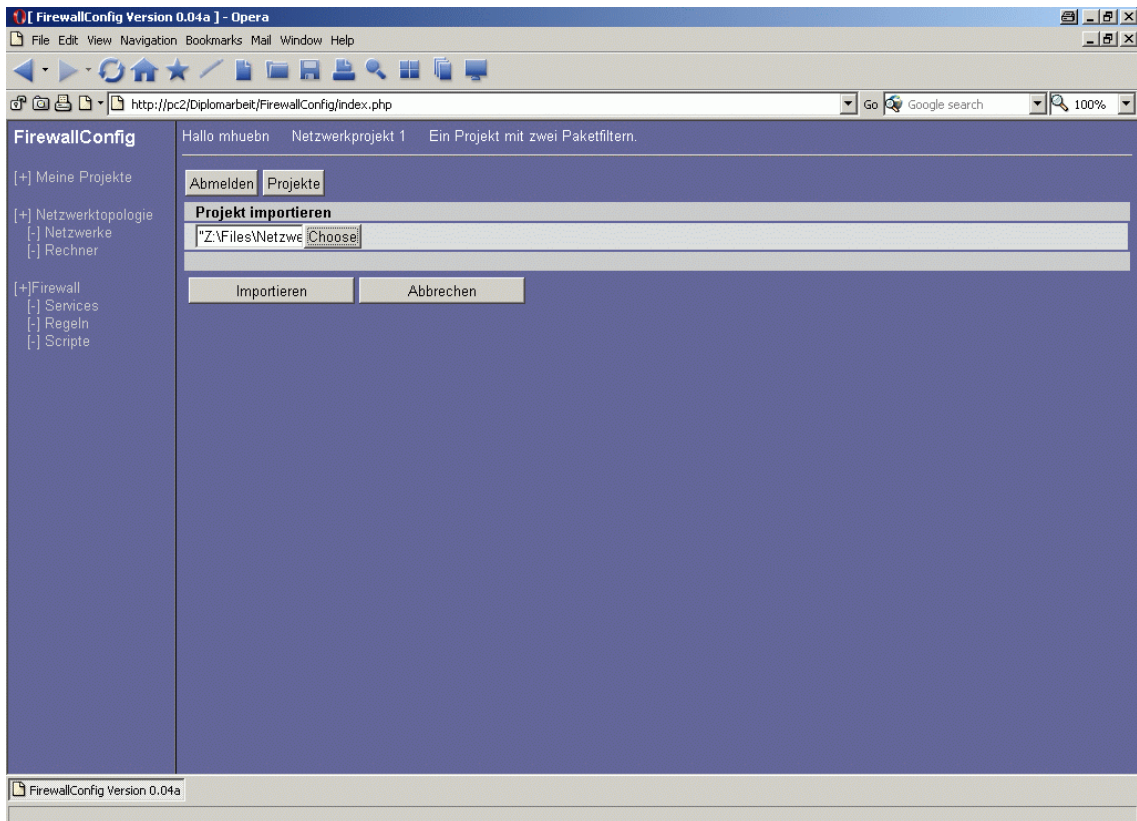 [ FirewallConfig Version 0.04a ] - Opera
File Edit View Navigation Bookmarks Mail Window Help
http://pc2/Diplomarbeit/FirewallConfig/index.php Go Google search 100%
FirewallConfig
[+] Meine Projekte
[+] Netzwerktopologie
[-] Netzwerke
[-] Rechner
[+]Firewall
[-] Services
[-] Regeln
[-] Scripte
Hallo mhuebn Netzwerkprojekt 1 Ein Projekt mit zwei Paketfiltern.
Abmelden Projekte
Projekt importieren
"Z:\Files\Netzwe Choose
Importieren Abbrechen
FirewallConfig Version 0.04a